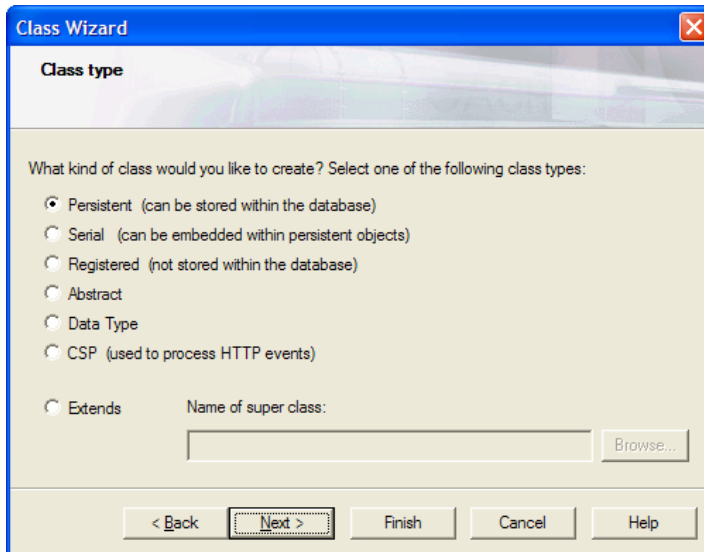 Class Wizard
Class type
What kind of class would you like to create? Select one of the following class types:
Persistent (can be stored within the database)
Serial (can be embedded within persistent objects)
Registered (not stored within the database)
Abstract
Data Type
CSP (used to process HTTP events)
Extends Name of super class:
Browse...
< Back Next > Finish Cancel Help